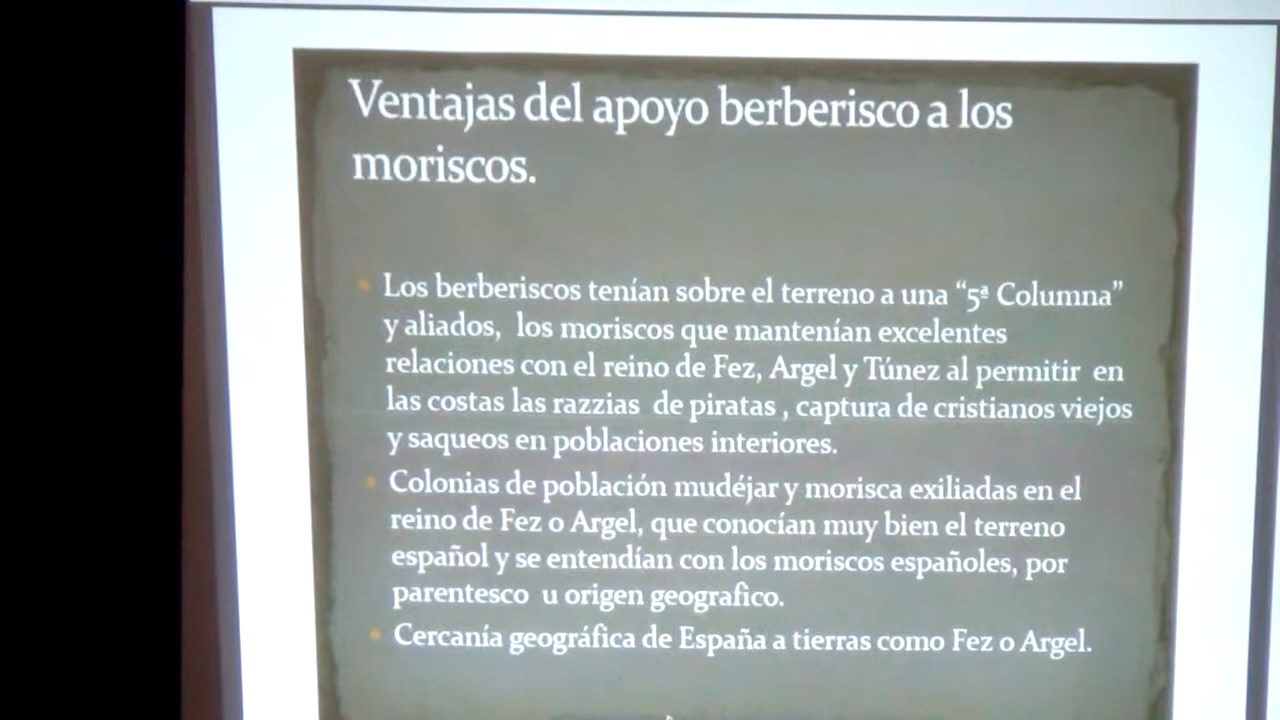 Ventajas del apoyo berberisco a los
moriscos.
Los berberiscos tenían sobre el terreno a una “5ª Columna”
y aliados, los moriscos que mantenían excelentes
relaciones con el reino de Fez, Argel y Túnez al permitir en
las costas las razzias de piratas , captura de cristianos viejos
y saqueos en poblaciones interiores.
Colonias de población mudéjar y morisca exiliadas en el
reino de Fez o Argel, que conocían muy bien el terreno
español y se entendían con los moriscos españoles, por
parentesco u origen geografico.
Cercanía geográfica de España a tierras como Fez o Argel.